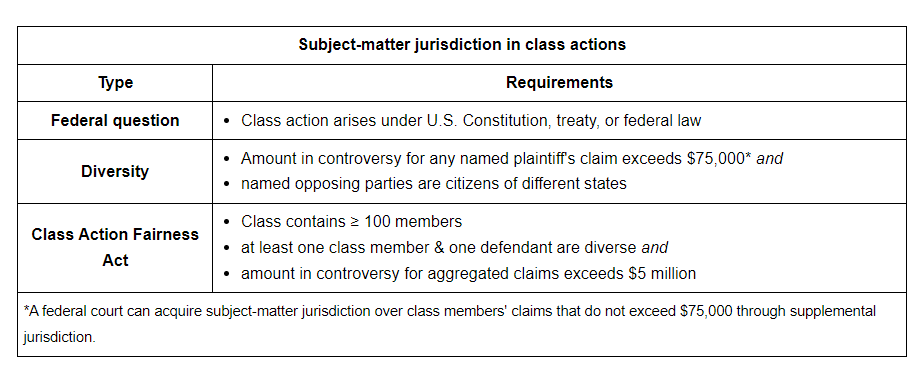 Subject-matter jurisdiction in class actions
Type
Requirements
Federal question
• Class action arises under U.S. Constitution, treaty, or federal law
Diversity
• Amount in controversy for any named plaintiff's claim exceeds $75,000* and
• named opposing parties are citizens of different states
Class Action Fairness
Act
• Class contains ≥ 100 members
• at least one class member & one defendant are diverse and
• amount in controversy for aggregated claims exceeds $5 million
*A federal court can acquire subject-matter jurisdiction over class members' claims that do not exceed $75,000 through supplemental
jurisdiction.